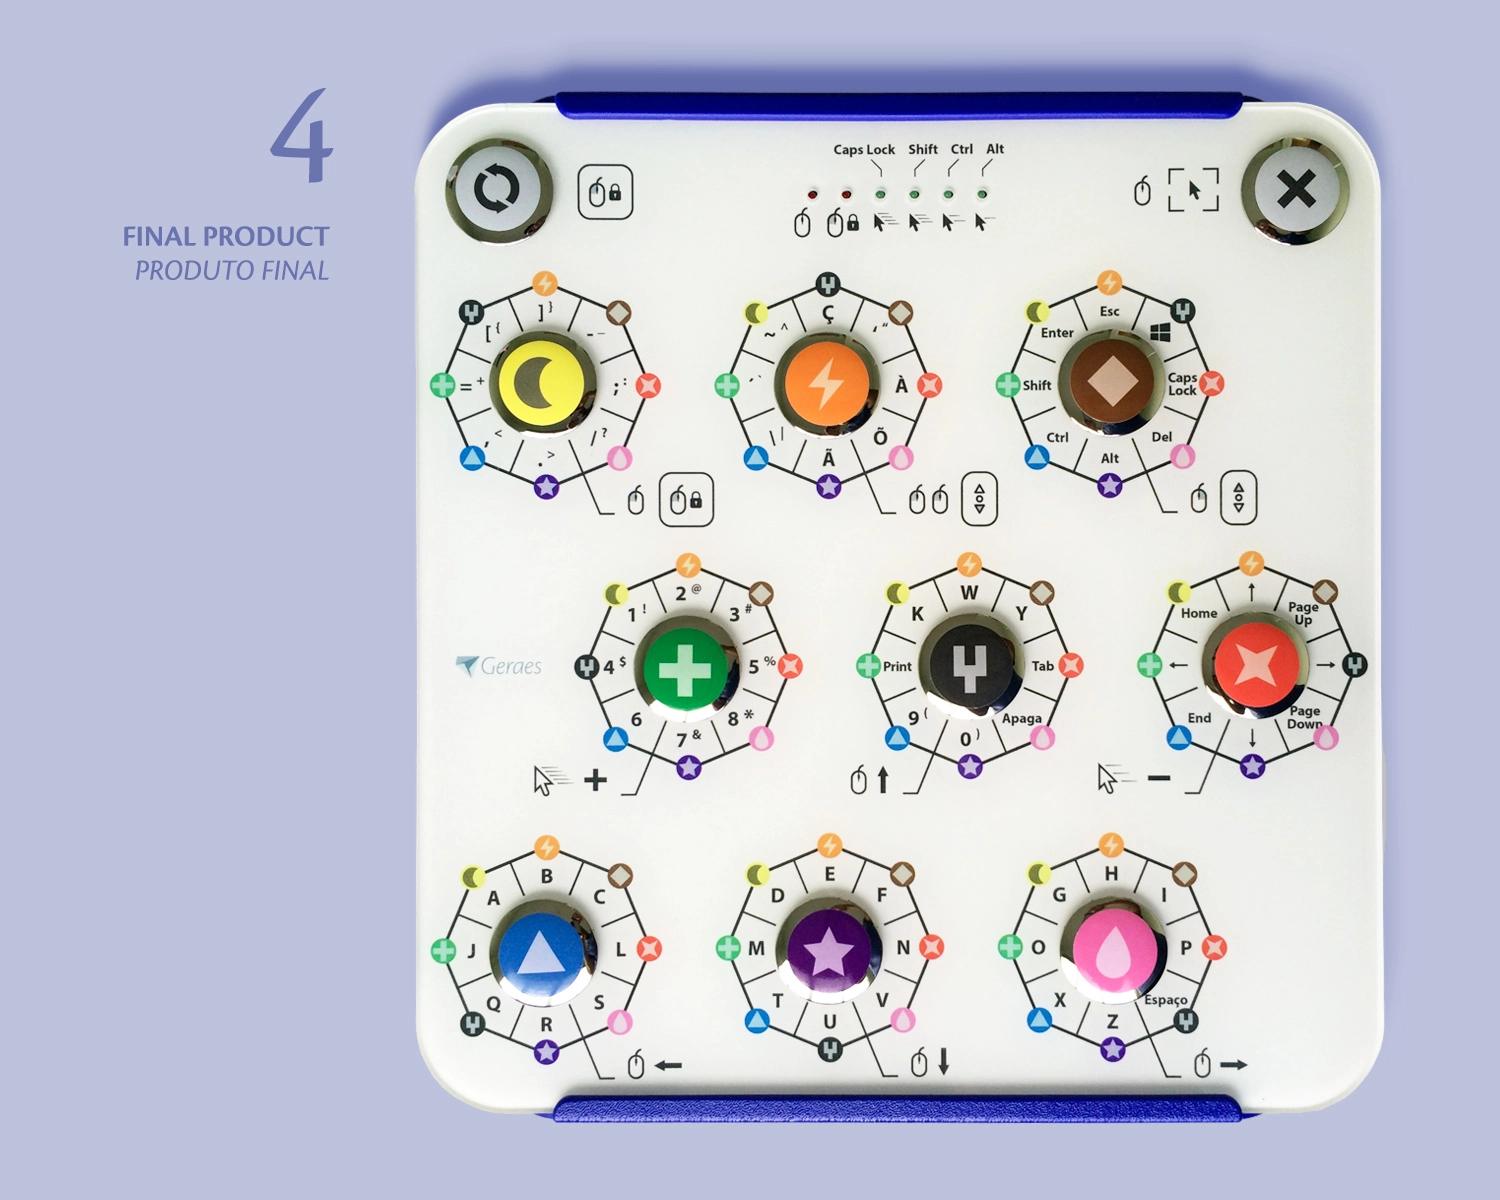 4
FINAL PRODUCT
PRODUTO FINAL
Caps Lock Shift Ctrl Alt
] }
[ {
- _
= +
; :
, <
/ ?
. >
Ç
~ ^
´ `
À
\ |
Õ
Ã
Esc
Enter
Shift
Caps
Lock
Ctrl
Del
Alt
2 @
1 !
3 #
4 $
5 %
6
8 *
7 &
Geraes
W
K
Y
Print
Tab
9 (
Apaga
0 )
↑
Home
Page
Up
←
→
End
Page
Down
↓
+
↑
−
B
A
C
J
L
Q
S
R
←
E
D
F
M
N
T
V
U
↓
H
G
I
O
P
X
Espaço
Z
→